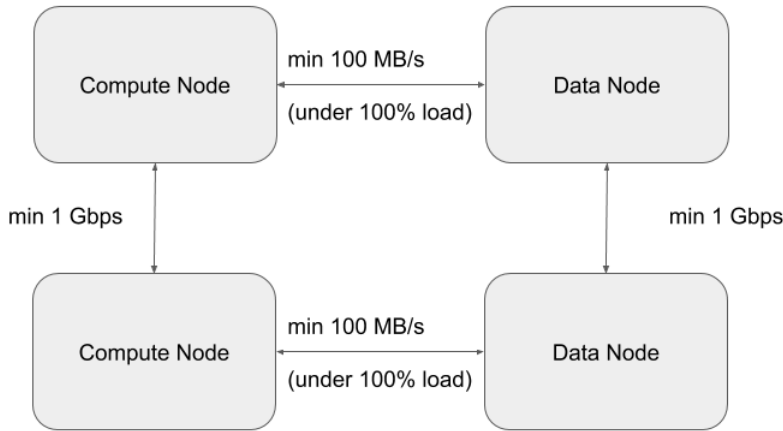 Compute Node
min 100 MB/s
(under 100% load)
Data Node
min 1 Gbps
min 1 Gbps
Compute Node
min 100 MB/s
(under 100% load)
Data Node